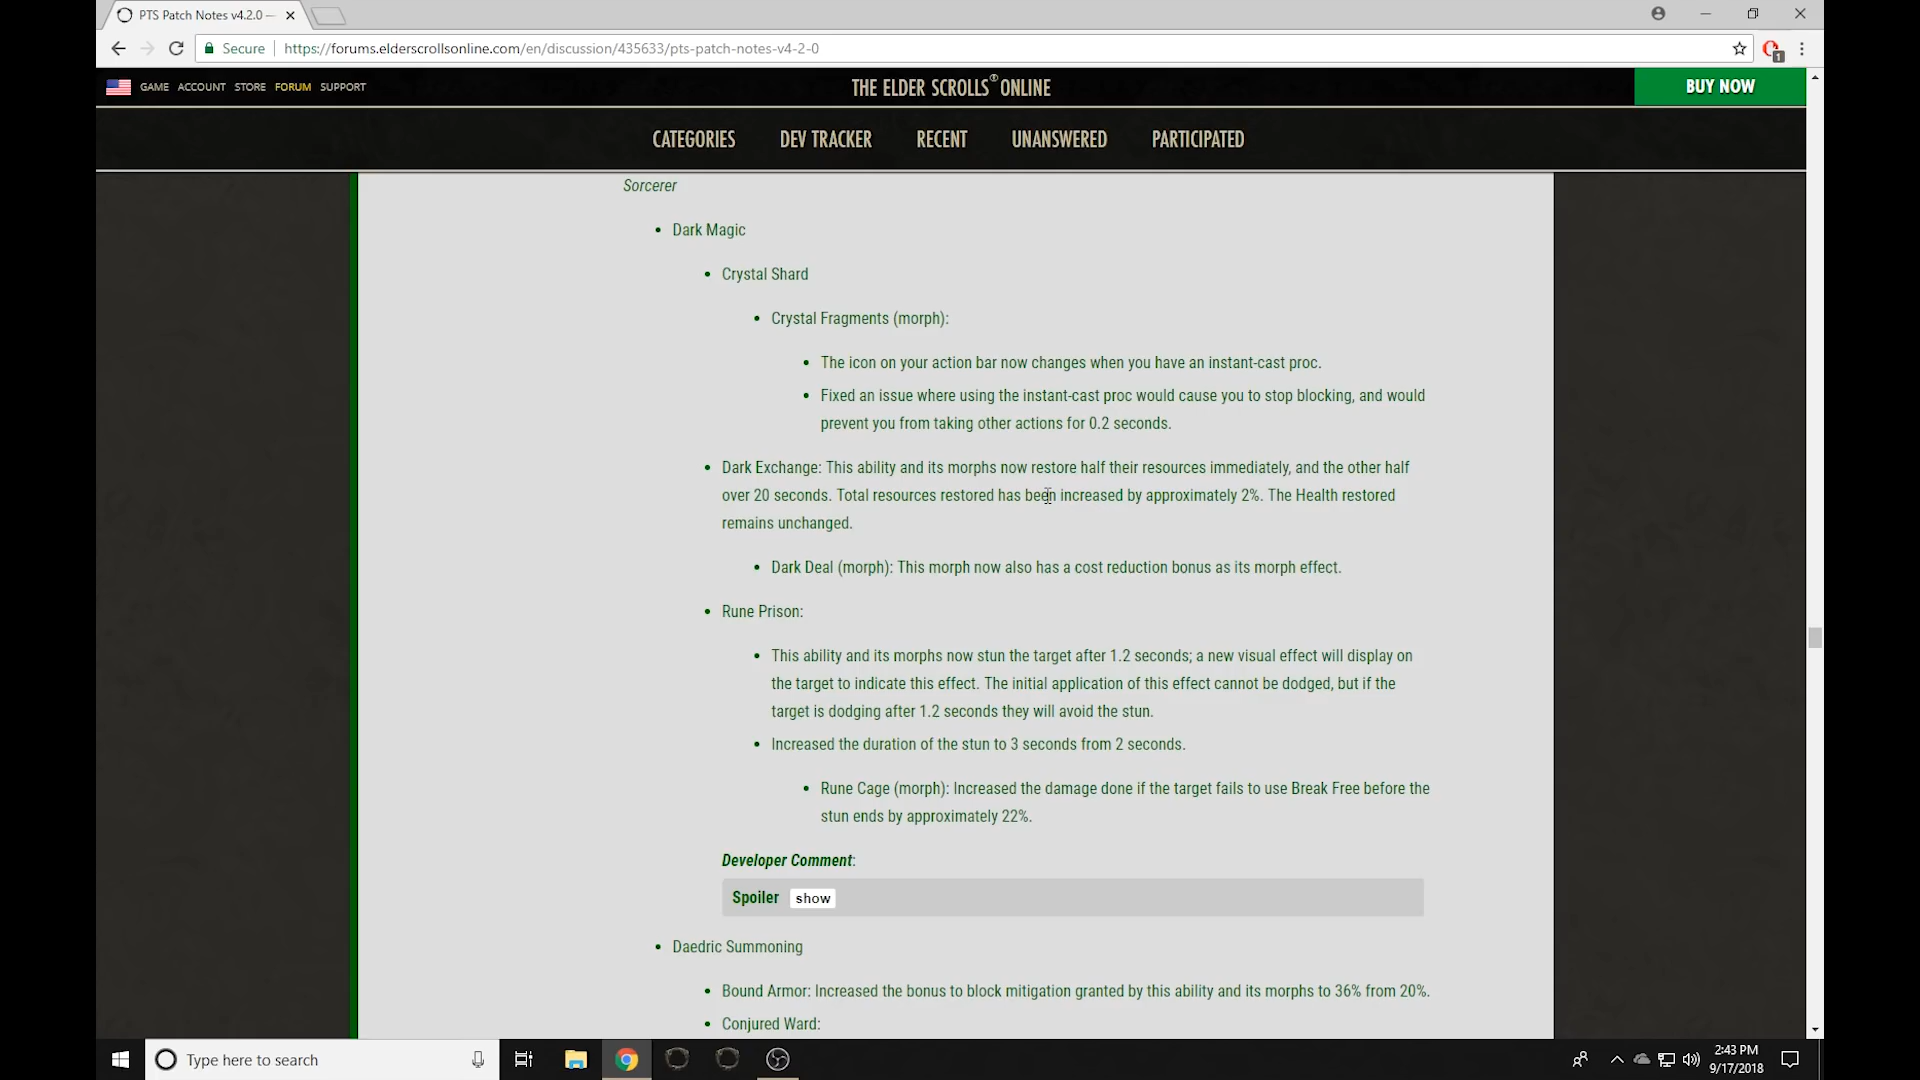 PTS Patch Notes v4.2.0 —
Secure
https://forums.elderscrollsonline.com/en/discussion/435633/pts-patch-notes-v4-2-0
1
GAME ACCOUNT STORE FORUM SUPPORT
THE ELDER SCROLLS® ONLINE
BUY NOW
CATEGORIES DEV TRACKER RECENT UNANSWERED PARTICIPATED
Sorcerer
• Dark Magic
• Crystal Shard
• Crystal Fragments (morph):
• The icon on your action bar now changes when you have an instant-cast proc.
• Fixed an issue where using the instant-cast proc would cause you to stop blocking, and would
prevent you from taking other actions for 0.2 seconds.
• Dark Exchange: This ability and its morphs now restore half their resources immediately, and the other half
over 20 seconds. Total resources restored has been increased by approximately 2%. The Health restored
remains unchanged.
• Dark Deal (morph): This morph now also has a cost reduction bonus as its morph effect.
• Rune Prison:
• This ability and its morphs now stun the target after 1.2 seconds; a new visual effect will display on
the target to indicate this effect. The initial application of this effect cannot be dodged, but if the
target is dodging after 1.2 seconds they will avoid the stun.
• Increased the duration of the stun to 3 seconds from 2 seconds.
• Rune Cage (morph): Increased the damage done if the target fails to use Break Free before the
stun ends by approximately 22%.
Developer Comment:
Spoiler show
• Daedric Summoning
• Bound Armor: Increased the bonus to block mitigation granted by this ability and its morphs to 36% from 20%.
• Conjured Ward:
Type here to search
2:43 PM
9/17/2018